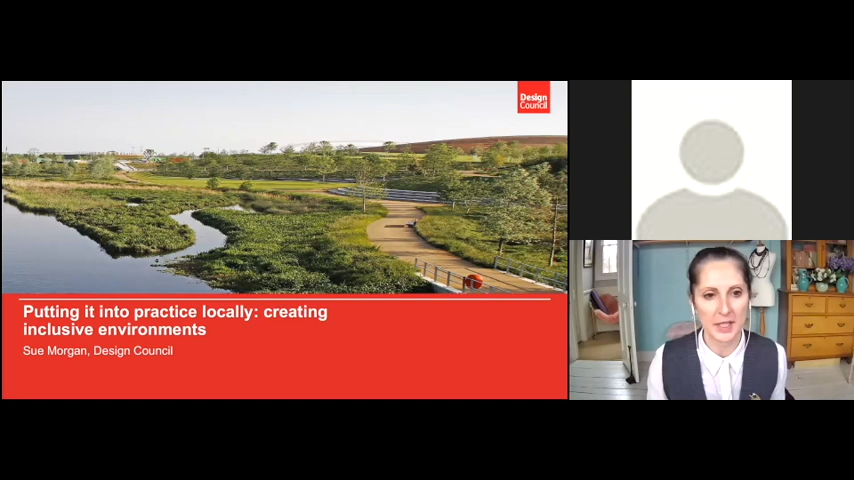 Design
Council
Putting it into practice locally: creating
inclusive environments
Sue Morgan, Design Council